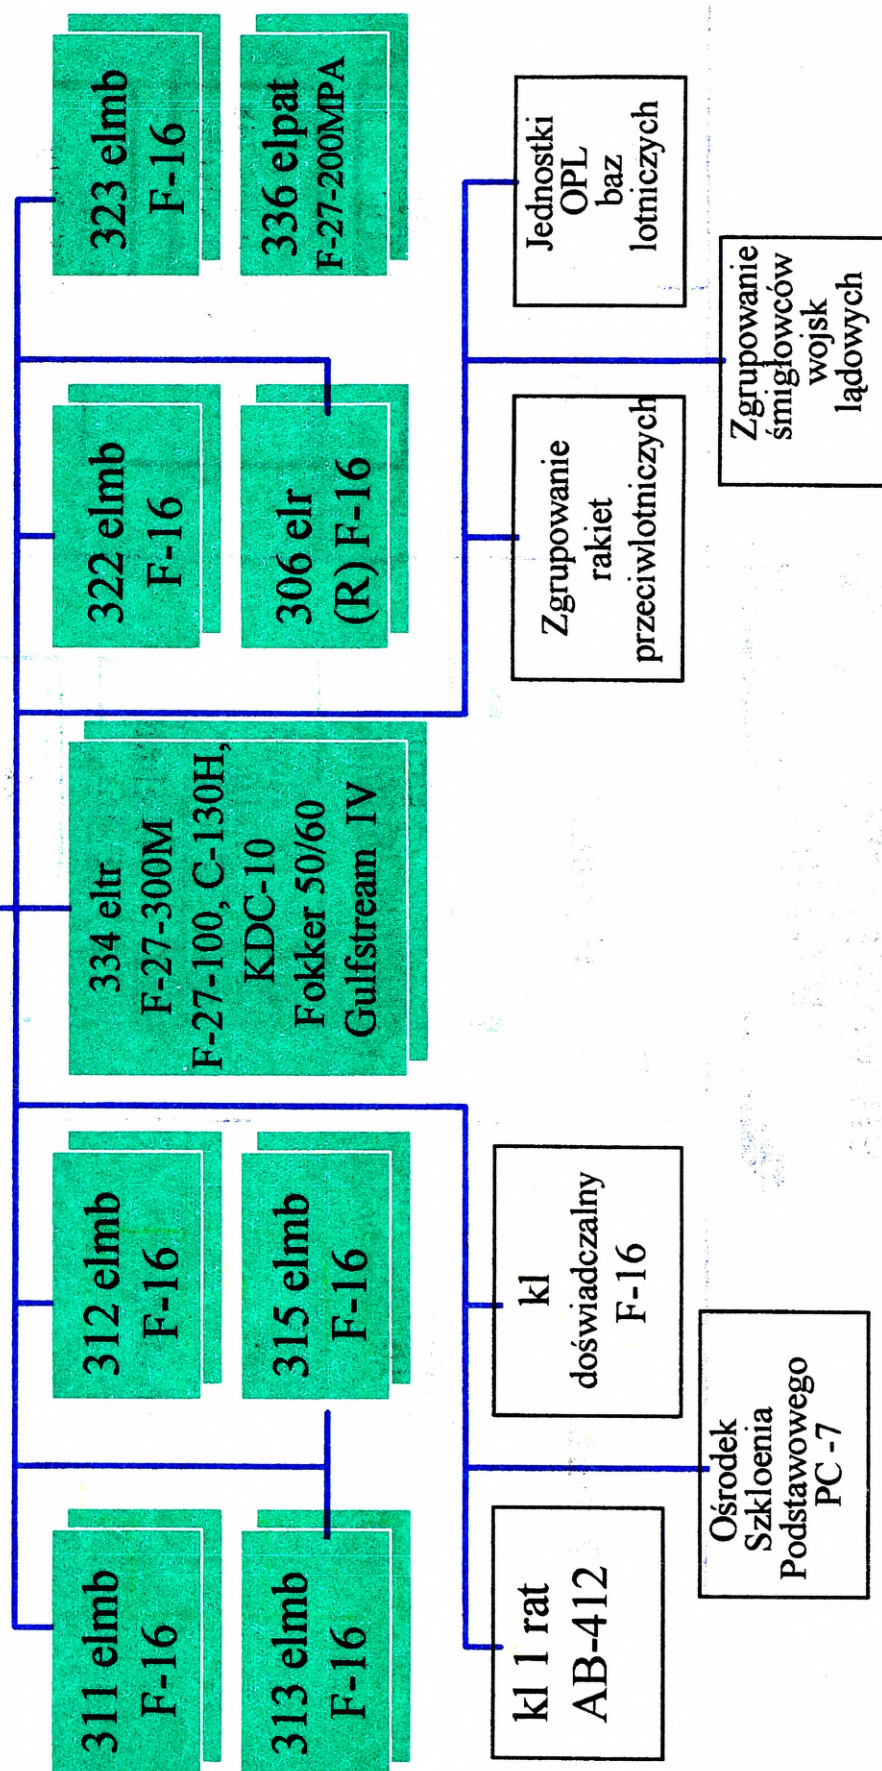 311 elmb
F-16
312 elmb
F-16
334 eltr
F-27-300M
F-27-100, C-130H,
KDC-10
Fokker 50/60
Gulfstream IV
322 elmb
F-16
323 elmb
F-16
313 elmb
F-16
315 elmb
F-16
306 elr
(R) F-16
336 elpat
F-27-200MPA
kl 1 rat
AB-412
kl
doświadczalny
F-16
Zgrupowanie
rakiet
przeciwlotniczych
Jednostki
OPL
baz
lotniczych
Ośrodek
Szkloenia
Podstawowego
PC -7
Zgrupowanie
śmigłowców
wojsk
lądowych